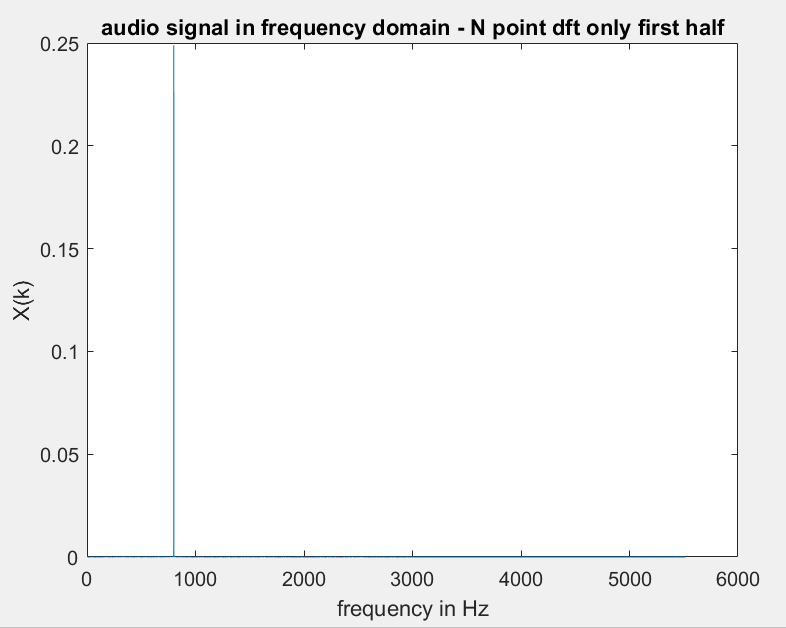 audio signal in frequency domain - N point dft only first half
0.25
0.2
0.15
0.1
0.05
0
X(k)
0 1000 2000 3000 4000 5000 6000
frequency in Hz